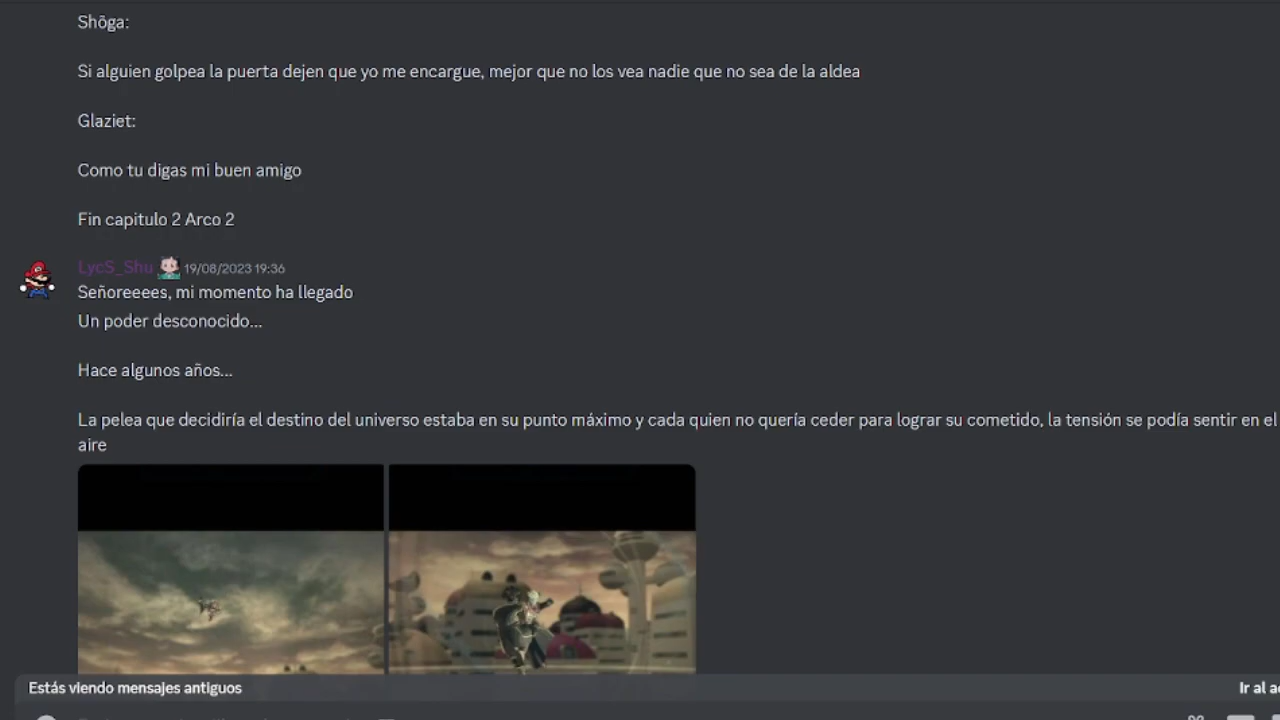 Shōga:
Si alguien golpea la puerta dejen que yo me encargue, mejor que no los vea nadie que no sea de la aldea
Glaziet:
Como tu digas mi buen amigo
Fin capitulo 2 Arco 2
LycS_Shu 19/08/2023 19:36
Señoreeees, mi momento ha llegado
Un poder desconocido...
Hace algunos años...
La pelea que decidiría el destino del universo estaba en su punto máximo y cada quien no quería ceder para lograr su cometido, la tensión se podía sentir en el
aire
Estás viendo mensajes antiguos
Ir al